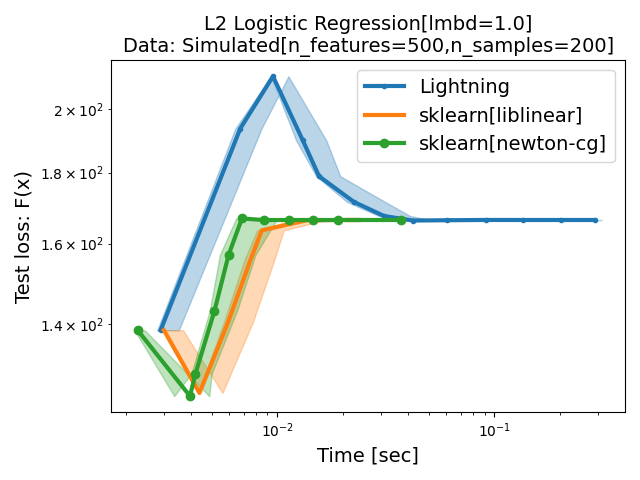 L2 Logistic Regression[lmbd=1.0]
Data: Simulated[n_features=500,n_samples=200]
Lightning
sklearn[liblinear]
sklearn[newton-cg]
2 × 10²
1.8 × 10²
1.6 × 10²
1.4 × 10²
Test loss: F(x)
10⁻²
10⁻¹
Time [sec]